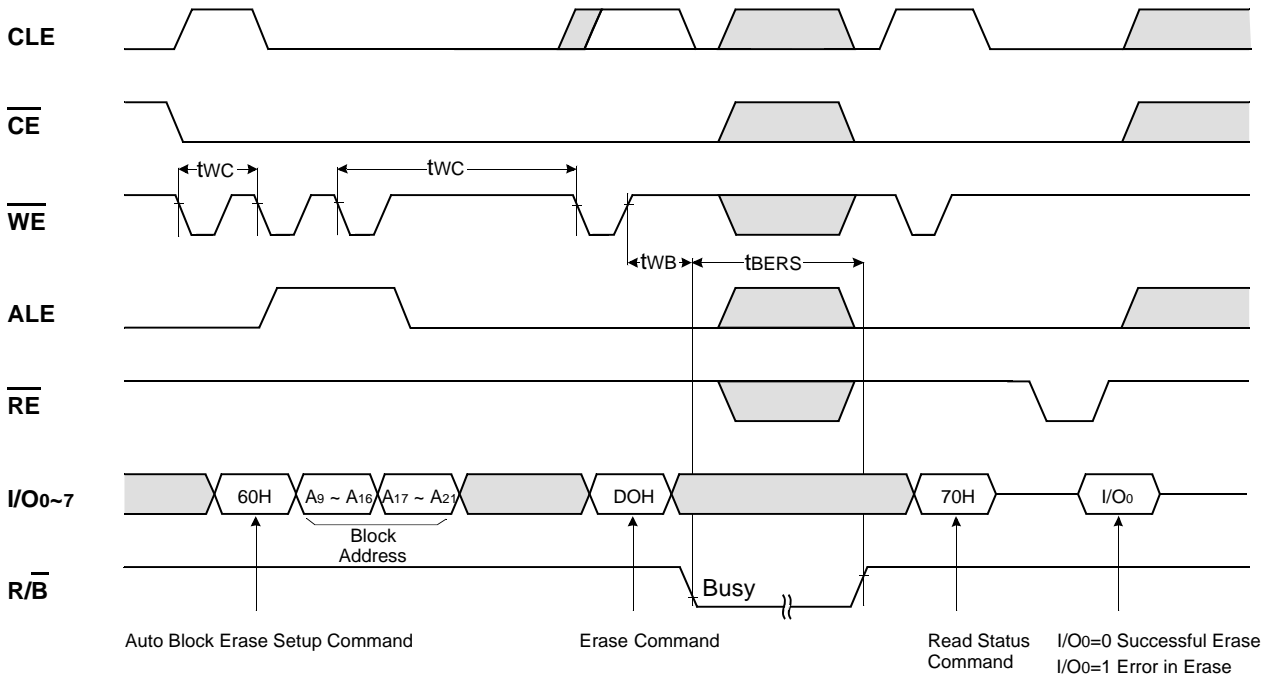 CLE
CE
tWC
tWC
WE
tWB
tBERS
ALE
RE
I/O0~7
60H
A9 ~ A16
A17 ~ A21
DOH
70H
I/O0
Block
Address
R/B
Busy
Auto Block Erase Setup Command
Erase Command
Read Status
Command
I/O0=0 Successful Erase
I/O0=1 Error in Erase